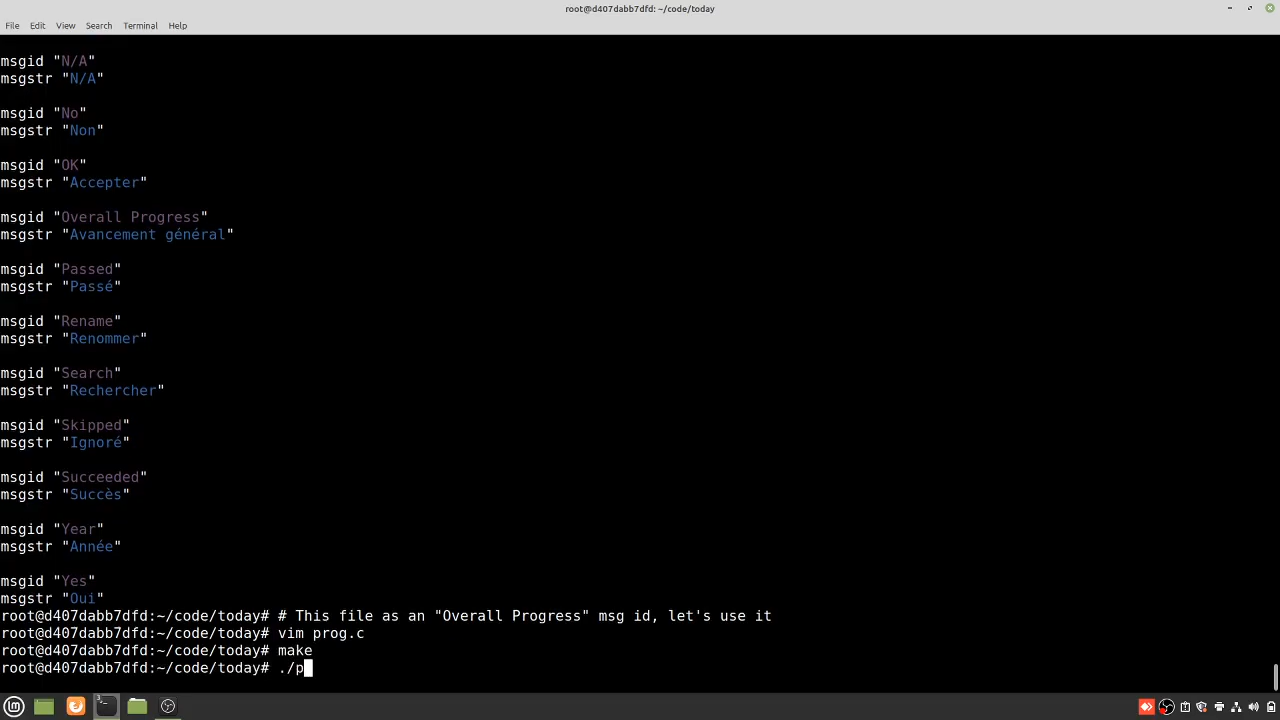 root@d407dabb7dfd: ~/code/today
File Edit View Search Terminal Help
msgid "N/A"
msgstr "N/A"
msgid "No"
msgstr "Non"
msgid "OK"
msgstr "Accepter"
msgid "Overall Progress"
msgstr "Avancement général"
msgid "Passed"
msgstr "Passé"
msgid "Rename"
msgstr "Renommer"
msgid "Search"
msgstr "Rechercher"
msgid "Skipped"
msgstr "Ignoré"
msgid "Succeeded"
msgstr "Succès"
msgid "Year"
msgstr "Année"
msgid "Yes"
msgstr "Oui"
root@d407dabb7dfd:~/code/today# # This file as an "Overall Progress" msg id, let's use it
root@d407dabb7dfd:~/code/today# vim prog.c
root@d407dabb7dfd:~/code/today# make
root@d407dabb7dfd:~/code/today# ./p